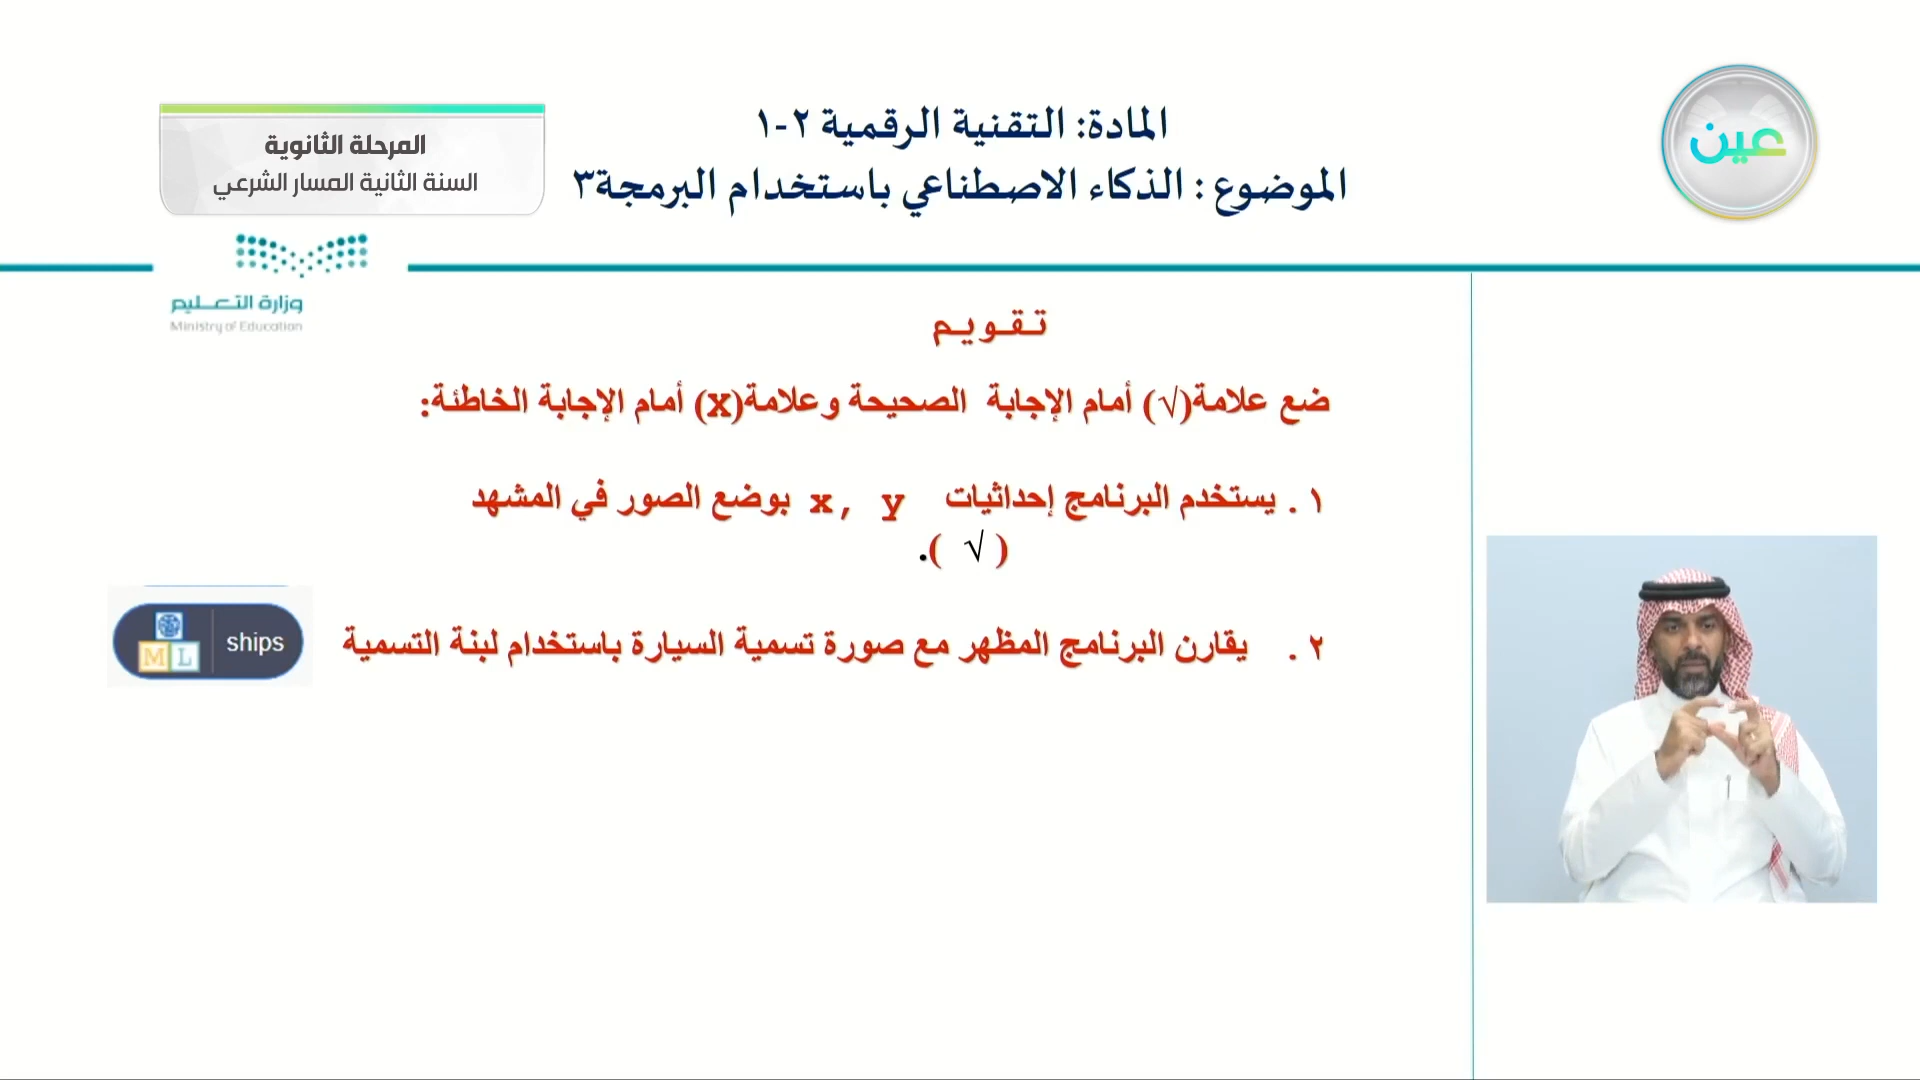 عين
المادة: التقنية الرقمية ٢-١
الموضوع : الذكاء الاصطناعي باستخدام البرمجة٣
المرحلة الثانوية
السنة الثانية المسار الشرعي
وزارة التعليم
Ministry of Education
تقويم
ضع علامة(√) أمام الإجابة الصحيحة وعلامة(X) أمام الإجابة الخاطئة:
١. يستخدم البرنامج إحداثيات x, y بوضع الصور في المشهد
( √ ).
٢. يقارن البرنامج المظهر مع صورة تسمية السيارة باستخدام لبنة التسمية
M L ships